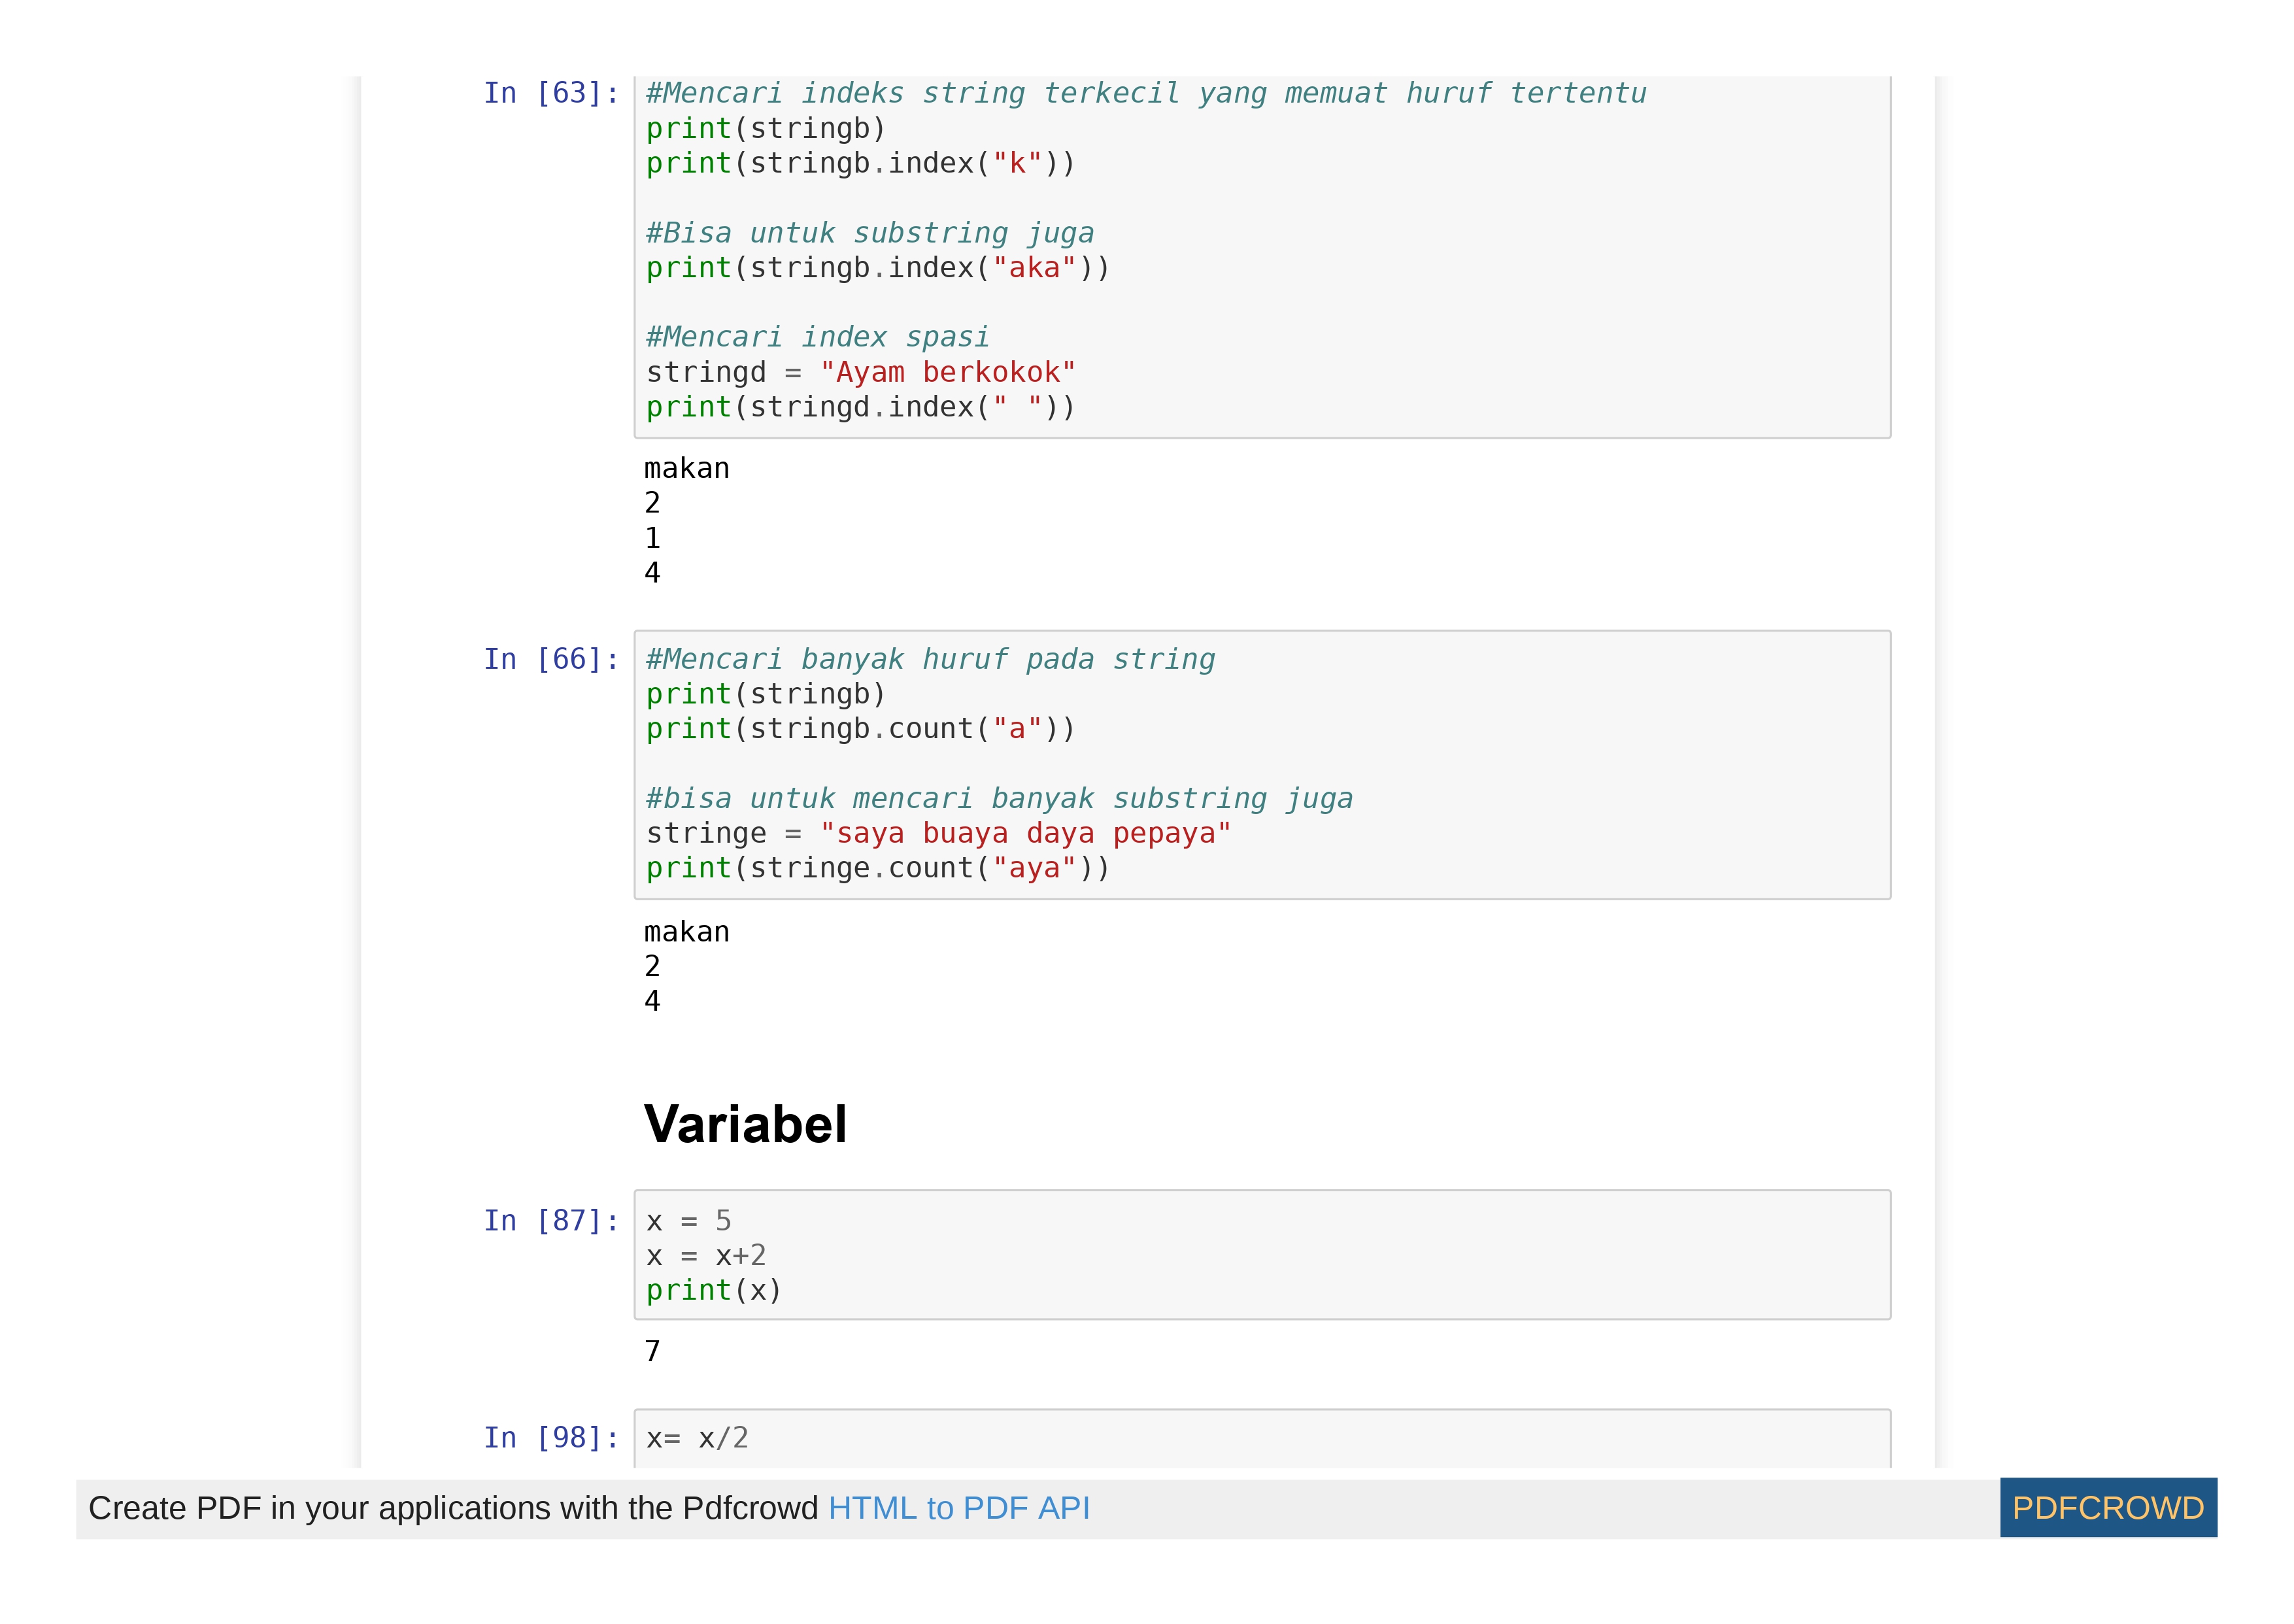 In [63]: #Mencari indeks string terkecil yang memuat huruf tertentu
print(stringb)
print(stringb.index("k"))
#Bisa untuk substring juga
print(stringb.index("aka"))
#Mencari index spasi
stringd = "Ayam berkokok"
print(stringd.index(" "))
makan
2
1
4
In [66]: #Mencari banyak huruf pada string
print(stringb)
print(stringb.count("a"))
#bisa untuk mencari banyak substring juga
stringe = "saya buaya daya pepaya"
print(stringe.count("aya"))
makan
2
4
Variabel
In [87]: x = 5
x = x+2
print(x)
7
In [98]: x= x/2
Create PDF in your applications with the Pdfcrowd HTML to PDF API PDFCROWD